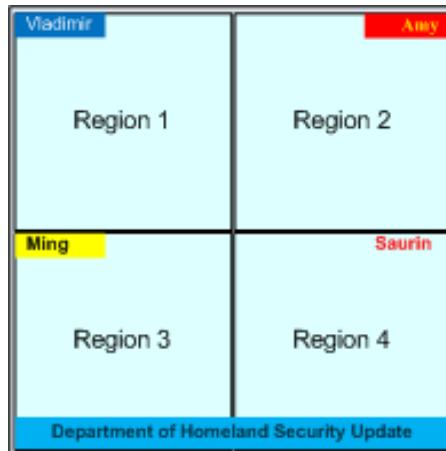 Vladimir
Amy
Region 1
Region 2
Ming
Saurin
Region 3
Region 4
Department of Homeland Security Update